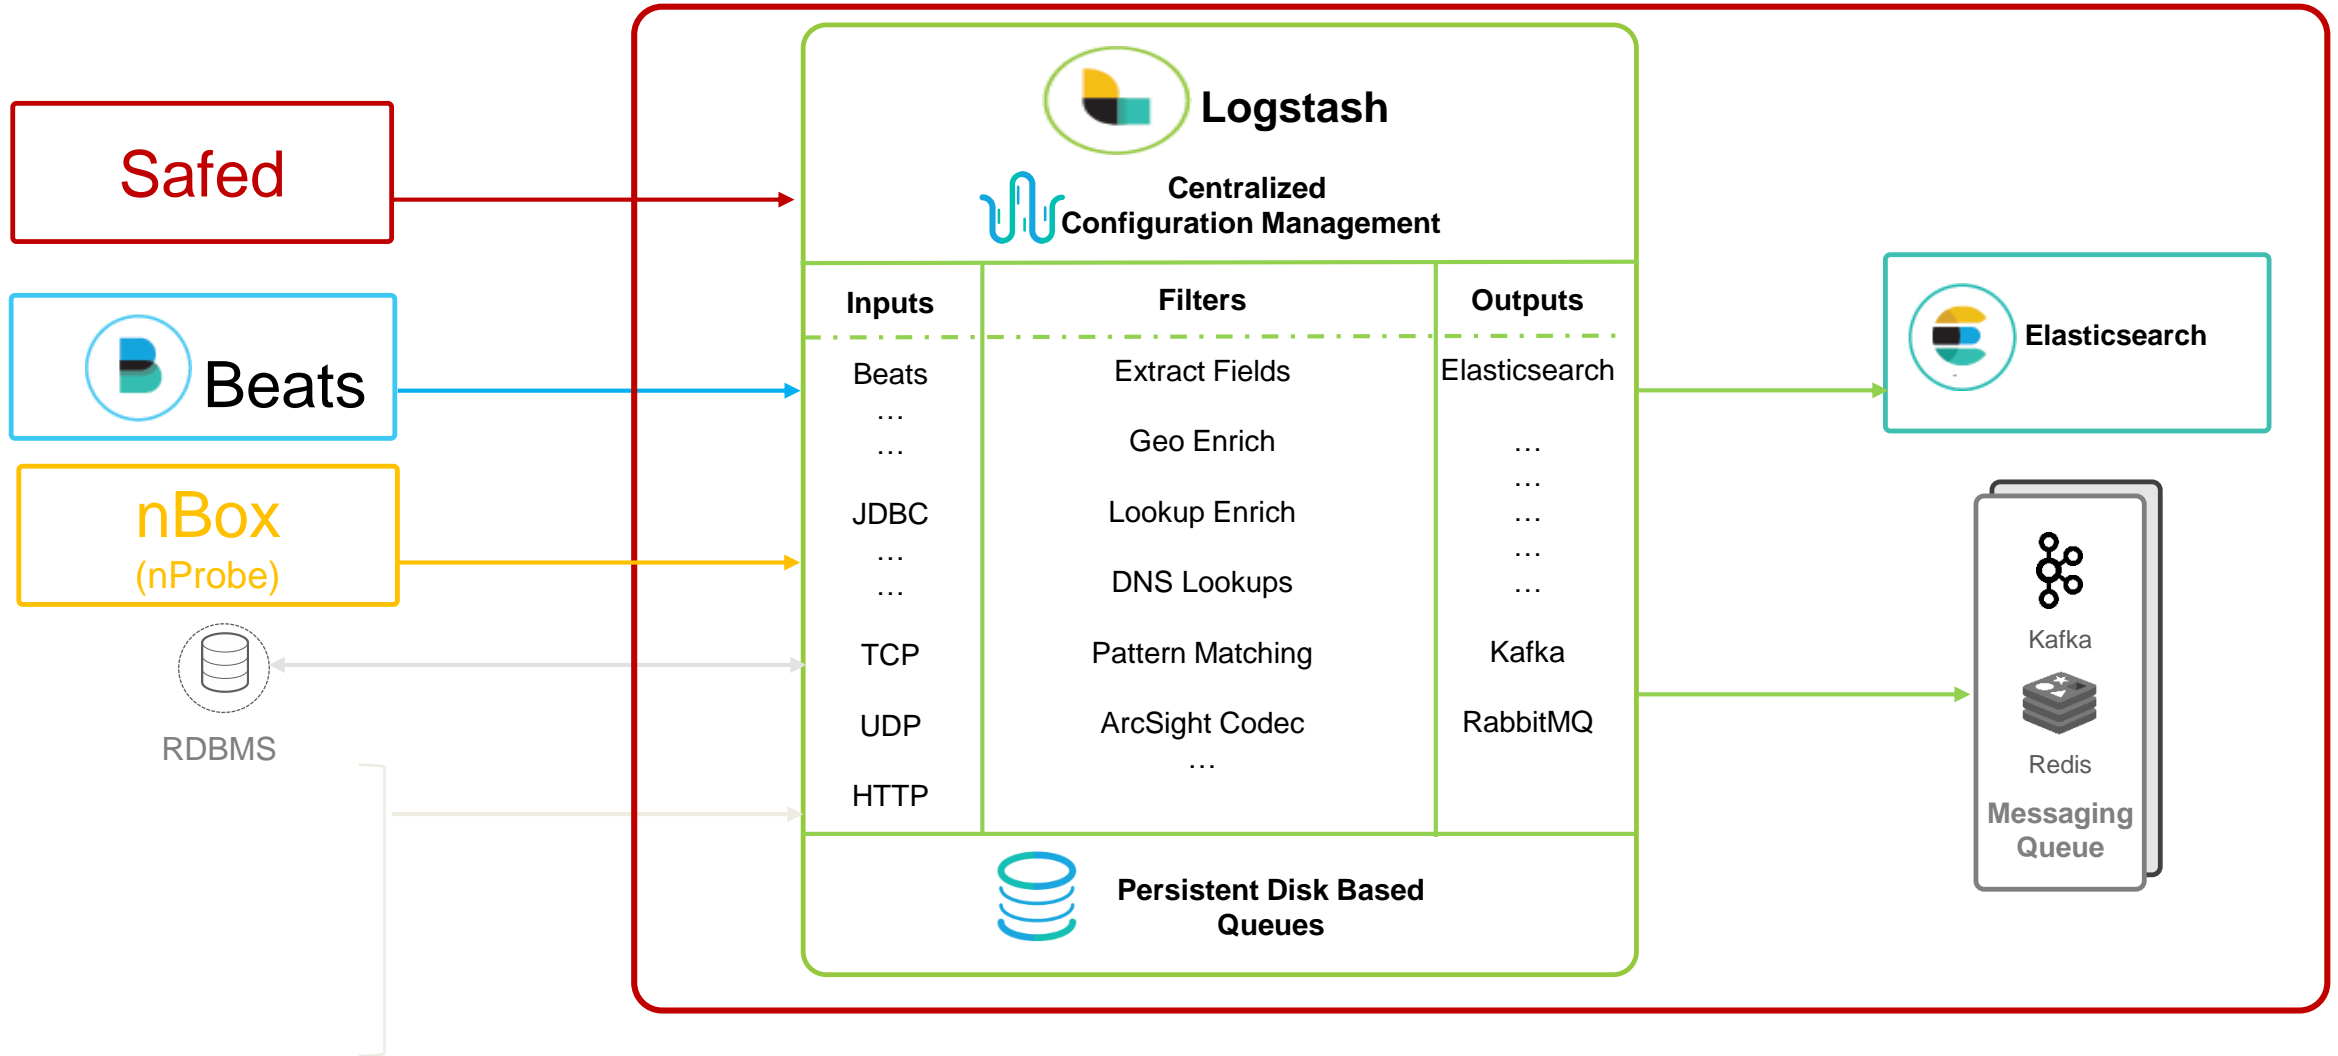 Safed
Beats
nBox
(nProbe)
RDBMS
Logstash
Centralized
Configuration Management
Inputs
Beats
…
…
JDBC
…
…
TCP
UDP
HTTP
Filters
Extract Fields
Geo Enrich
Lookup Enrich
DNS Lookups
Pattern Matching
ArcSight Codec
…
Outputs
Elasticsearch
…
…
…
…
…
Kafka
RabbitMQ
Persistent Disk Based
Queues
Elasticsearch
Kafka
Redis
Messaging
Queue